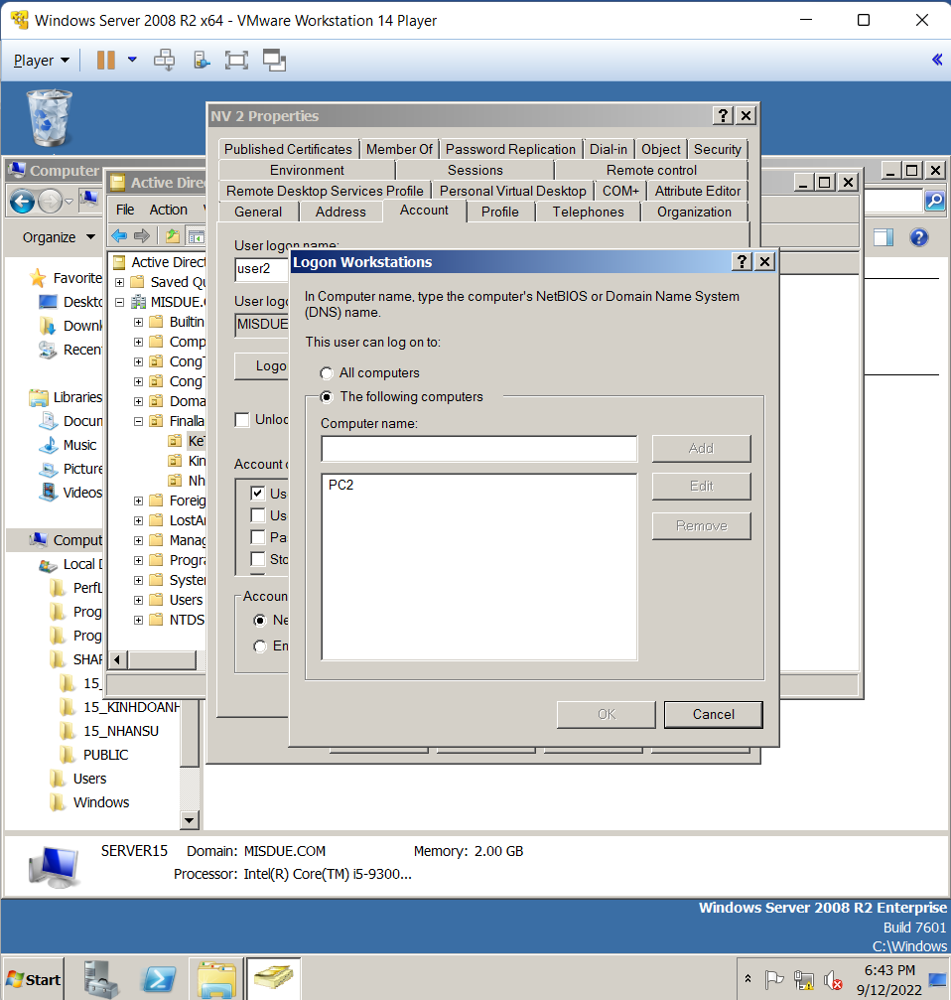 Windows Server 2008 R2 x64 - VMware Workstation 14 Player
Player
NV 2 Properties
Published Certificates Member Of Password Replication Dial-in Object Security
Environment Sessions Remote control
Remote Desktop Services Profile Personal Virtual Desktop COM+ Attribute Editor
General Address Account Profile Telephones Organization
User logon name:
user2
User logo
MISDUE
Logo
Unloc
Account o
Us
Us
Pa
Sto
Accoun
Ne
En
Logon Workstations
In Computer name, type the computer's NetBIOS or Domain Name System
(DNS) name.
This user can log on to:
All computers
The following computers
Computer name:
Add
PC2
Edit
Remove
OK Cancel
Computer
Organize
Favorite
Deskto
Downl
Recen
Libraries
Docum
Music
Picture
Videos
Comput
Local D
PerfL
Prog
Prog
SHAR
15_
15_KINHDOANH
15_NHANSU
PUBLIC
Users
Windows
Active Dire
File Action
Active Direct
Saved Qu
MISDUE.C
Builtin
Comp
CongT
CongT
Doma
Finalla
KeT
Kin
Nh
Foreig
LostAn
Manag
Progra
System
Users
NTDS
SERVER15 Domain: MISDUE.COM Memory: 2.00 GB
Processor: Intel(R) Core(TM) i5-9300...
Windows Server 2008 R2 Enterprise
Build 7601
C:\Windows
Start
6:43 PM
9/12/2022